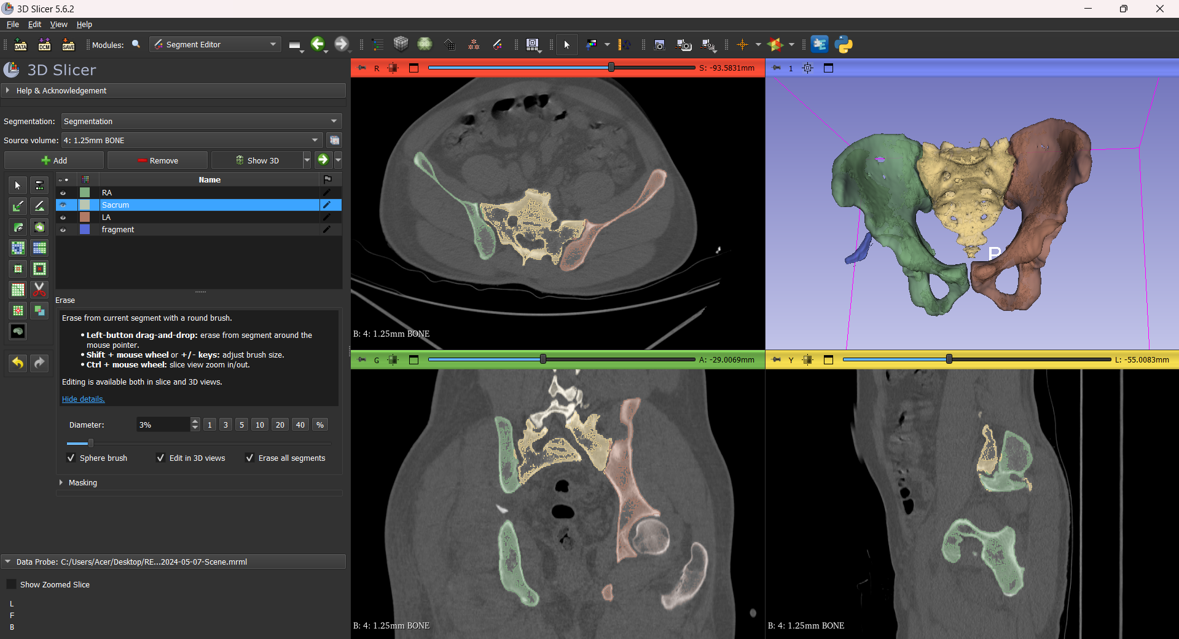 3D Slicer 5.6.2
File Edit View Help
DATA DCM SAVE Modules: Segment Editor
3D Slicer
Help & Acknowledgement
Segmentation: Segmentation
Source volume: 4: 1.25mm BONE
Add Remove Show 3D
Name
RA
Sacrum
LA
fragment
Erase
Erase from current segment with a round brush.
• Left-button drag-and-drop: erase from segment around the
mouse pointer.
• Shift + mouse wheel or +/- keys: adjust brush size.
• Ctrl + mouse wheel: slice view zoom in/out.
Editing is available both in slice and 3D views.
Hide details.
Diameter: 3% 1 3 5 10 20 40 %
Sphere brush Edit in 3D views Erase all segments
Masking
Data Probe: C:/Users/Acer/Desktop/RE...2024-05-07-Scene.mrml
Show Zoomed Slice
L
F
B
R S: -93.5831mm
B: 4: 1.25mm BONE
1
P
G A: -29.0069mm
B: 4: 1.25mm BONE
Y L: -55.0083mm
B: 4: 1.25mm BONE